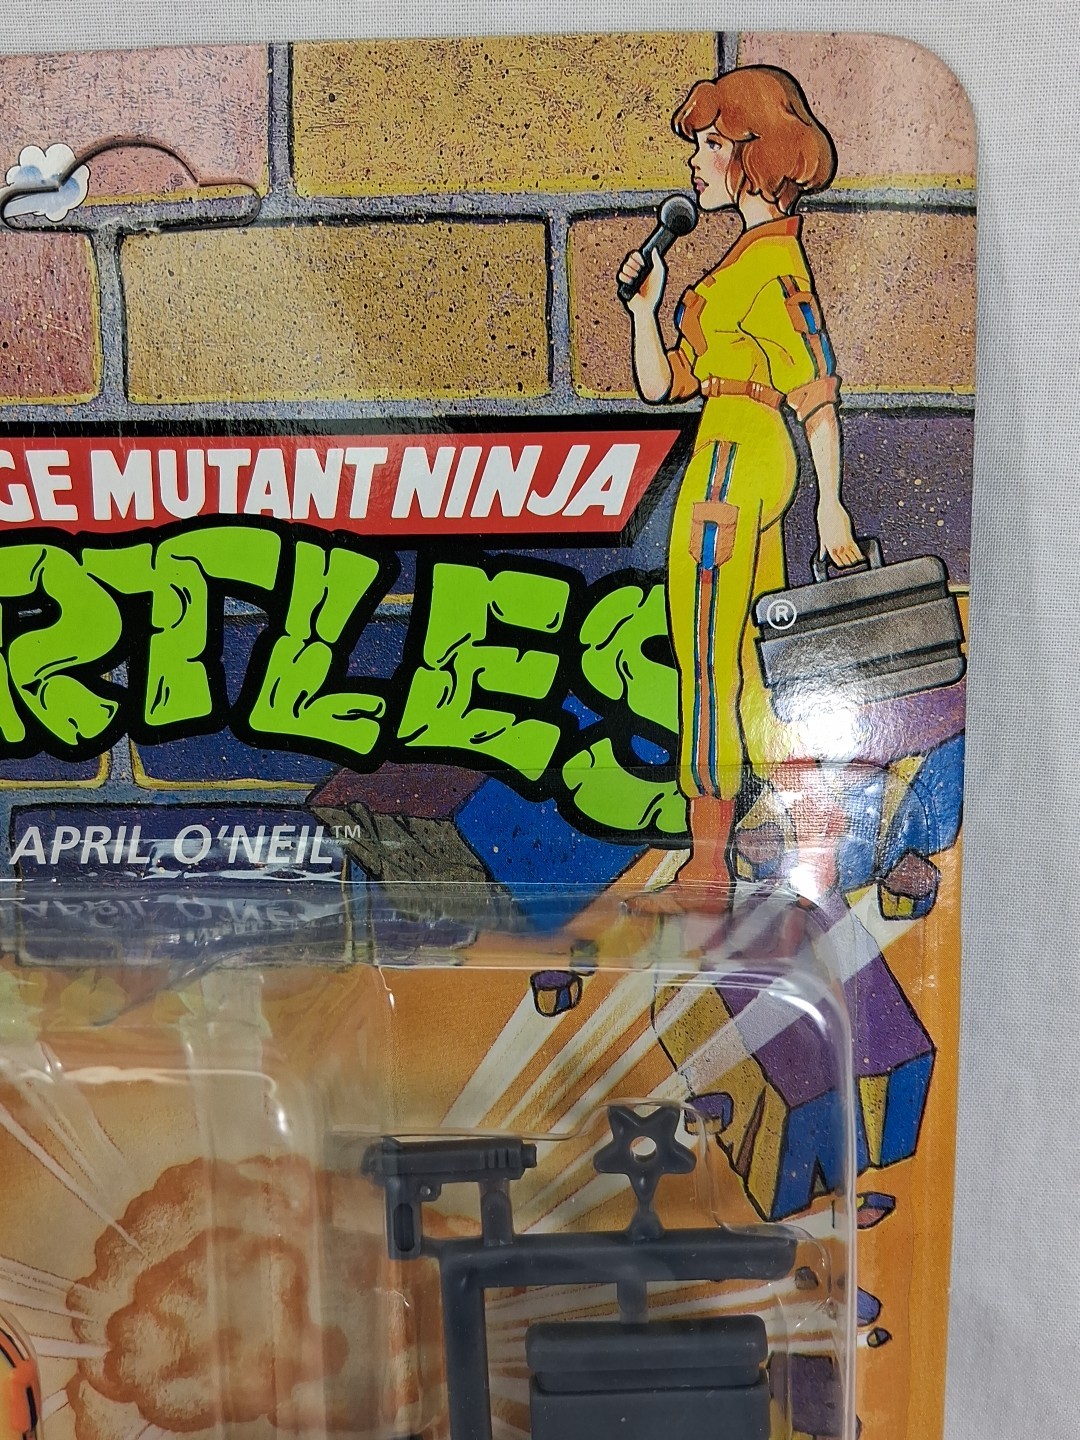 GE MUTANT NINJA
RTLES
®
APRIL O'NEIL™